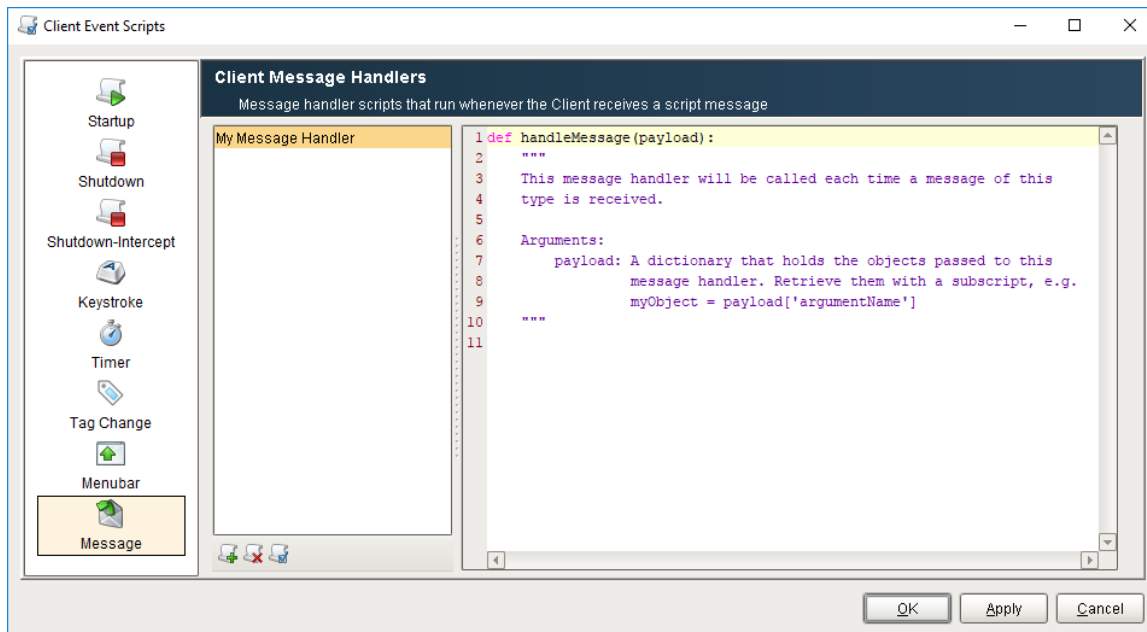 Client Event Scripts
Startup
Shutdown
Shutdown-Intercept
Keystroke
Timer
Tag Change
Menubar
Message
Client Message Handlers
Message handler scripts that run whenever the Client receives a script message
My Message Handler
1 def handleMessage(payload):
2 """
3 This message handler will be called each time a message of this
4 type is received.
5
6 Arguments:
7 payload: A dictionary that holds the objects passed to this
8 message handler. Retrieve them with a subscript, e.g.
9 myObject = payload['argumentName']
10 """
11
OK Apply Cancel